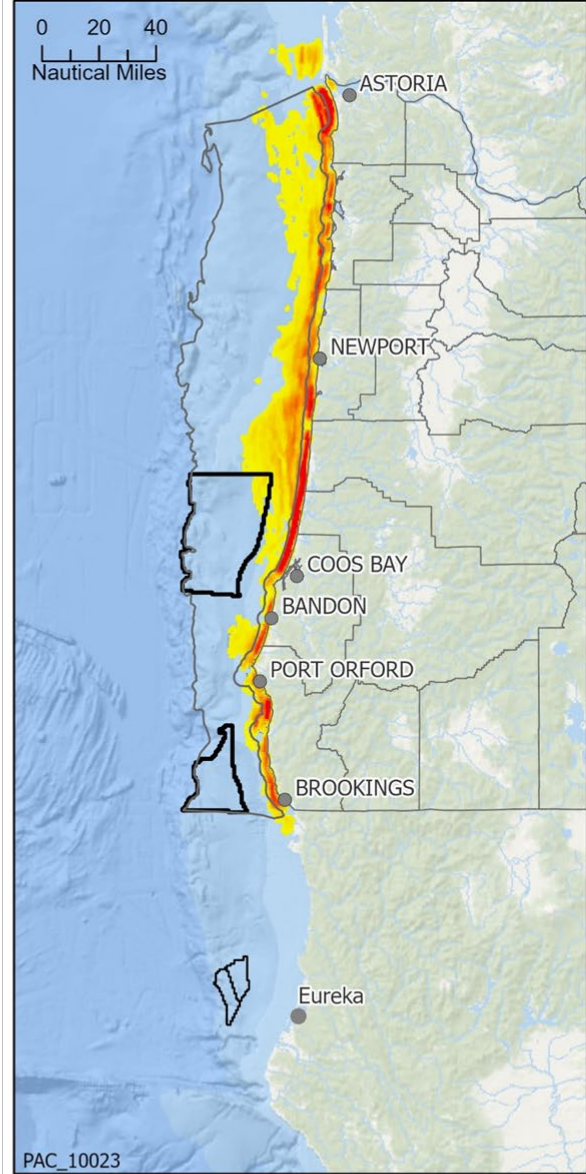 0 20 40
Nautical Miles
ASTORIA
NEWPORT
COOS BAY
BANDON
PORT ORFORD
BROOKINGS
Eureka
PAC_10023